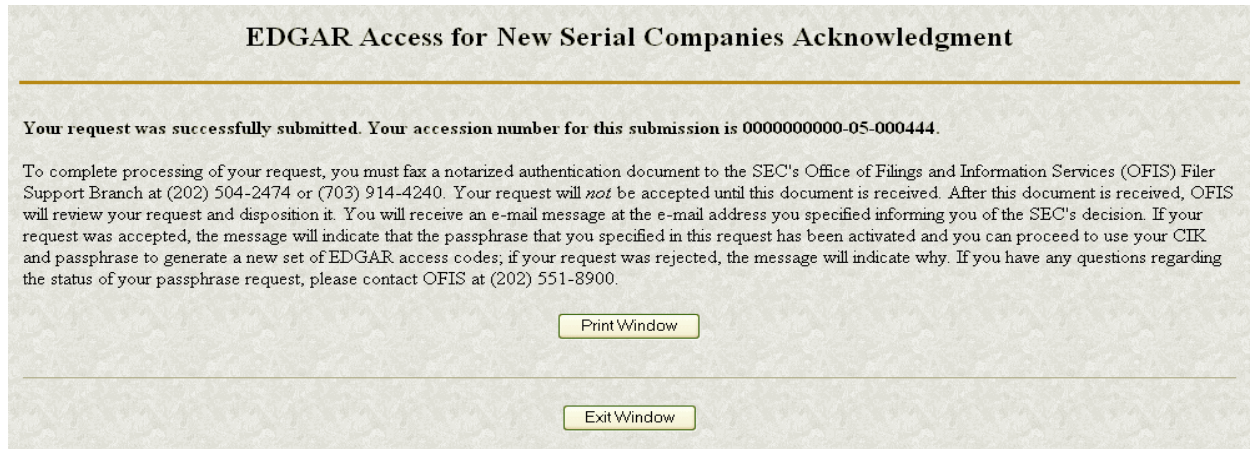 EDGAR Access for New Serial Companies Acknowledgment
Your request was successfully submitted. Your accession number for this submission is 0000000000-05-000444.
To complete processing of your request, you must fax a notarized authentication document to the SEC's Office of Filings and Information Services (OFIS) Filer
Support Branch at (202) 504-2474 or (703) 914-4240. Your request will not be accepted until this document is received. After this document is received, OFIS
will review your request and disposition it. You will receive an e-mail message at the e-mail address you specified informing you of the SEC's decision. If your
request was accepted, the message will indicate that the passphrase that you specified in this request has been activated and you can proceed to use your CIK
and passphrase to generate a new set of EDGAR access codes; if your request was rejected, the message will indicate why. If you have any questions regarding
the status of your passphrase request, please contact OFIS at (202) 551-8900.
Print Window
Exit Window